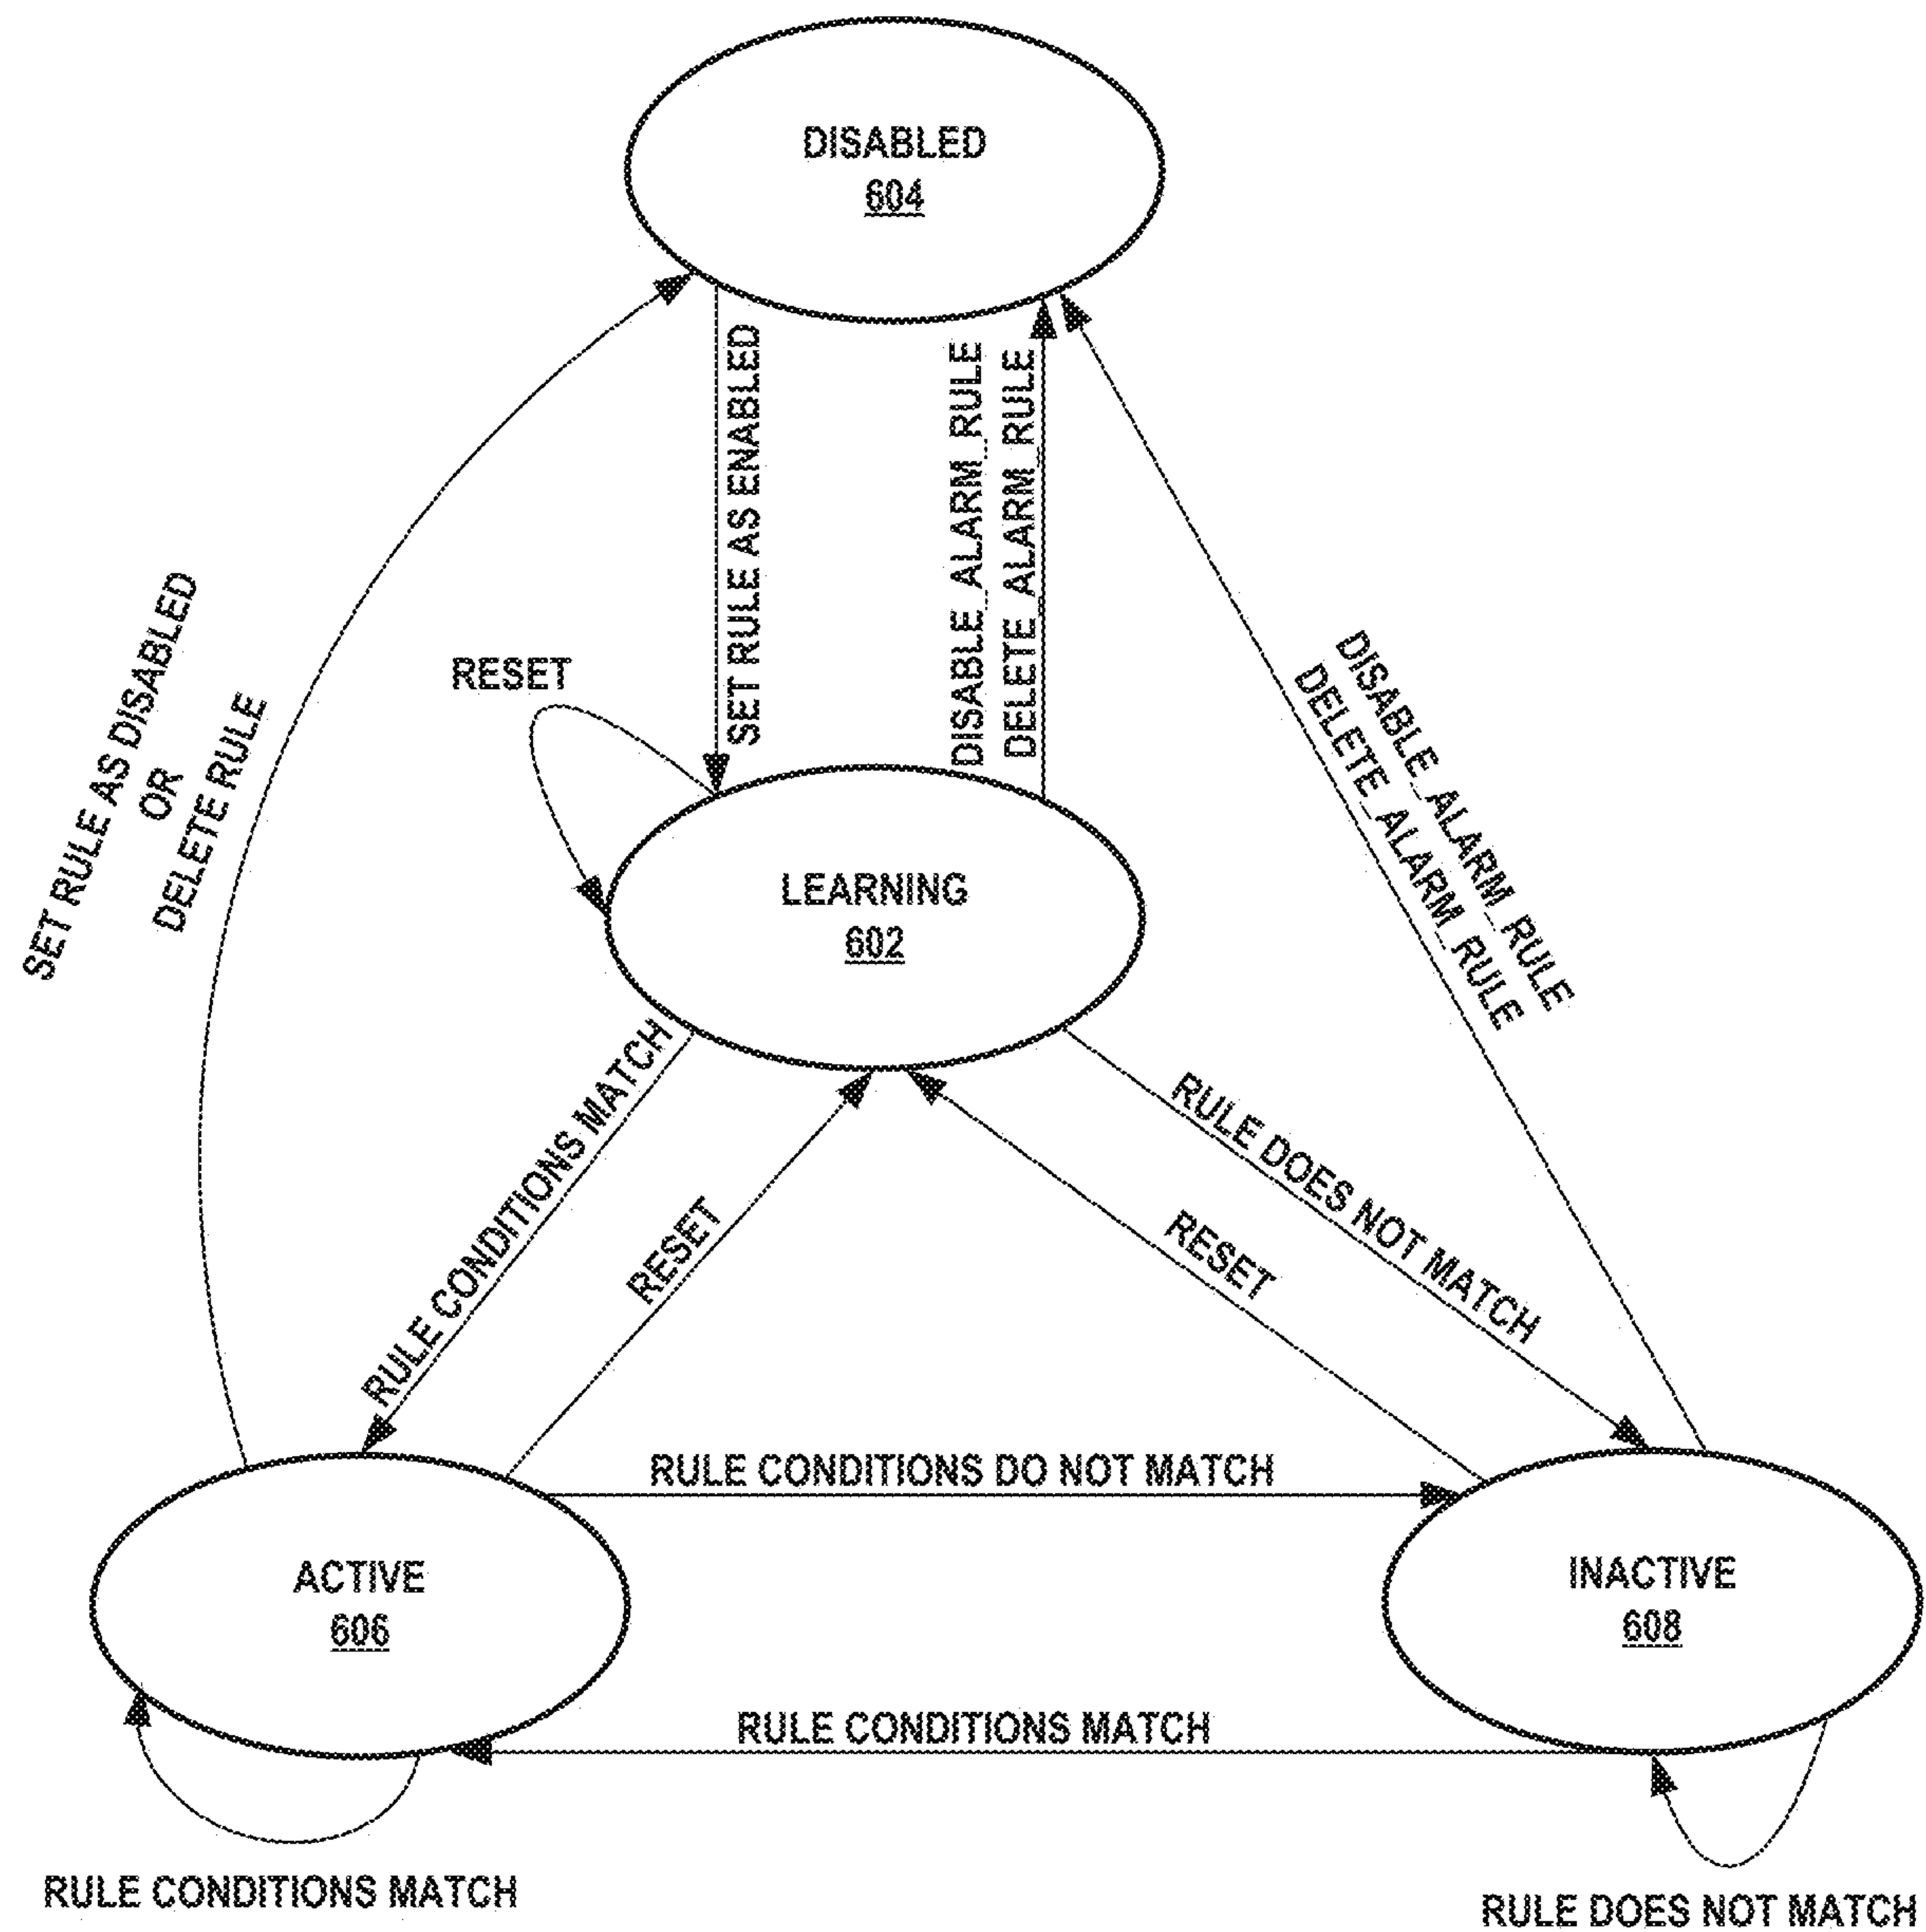 DISABLED
604
SET RULE AS ENABLED
DISABLE_ALARM_RULE
DELETE_ALARM_RULE
SET RULE AS DISABLED
OR
DELETE RULE
RESET
DISABLE_ALARM_RULE
DELETE_ALARM_RULE
LEARNING
602
RULE CONDITIONS MATCH
RESET
RESET
RULE DOES NOT MATCH
RULE CONDITIONS DO NOT MATCH
ACTIVE
606
INACTIVE
608
RULE CONDITIONS MATCH
RULE CONDITIONS MATCH
RULE DOES NOT MATCH